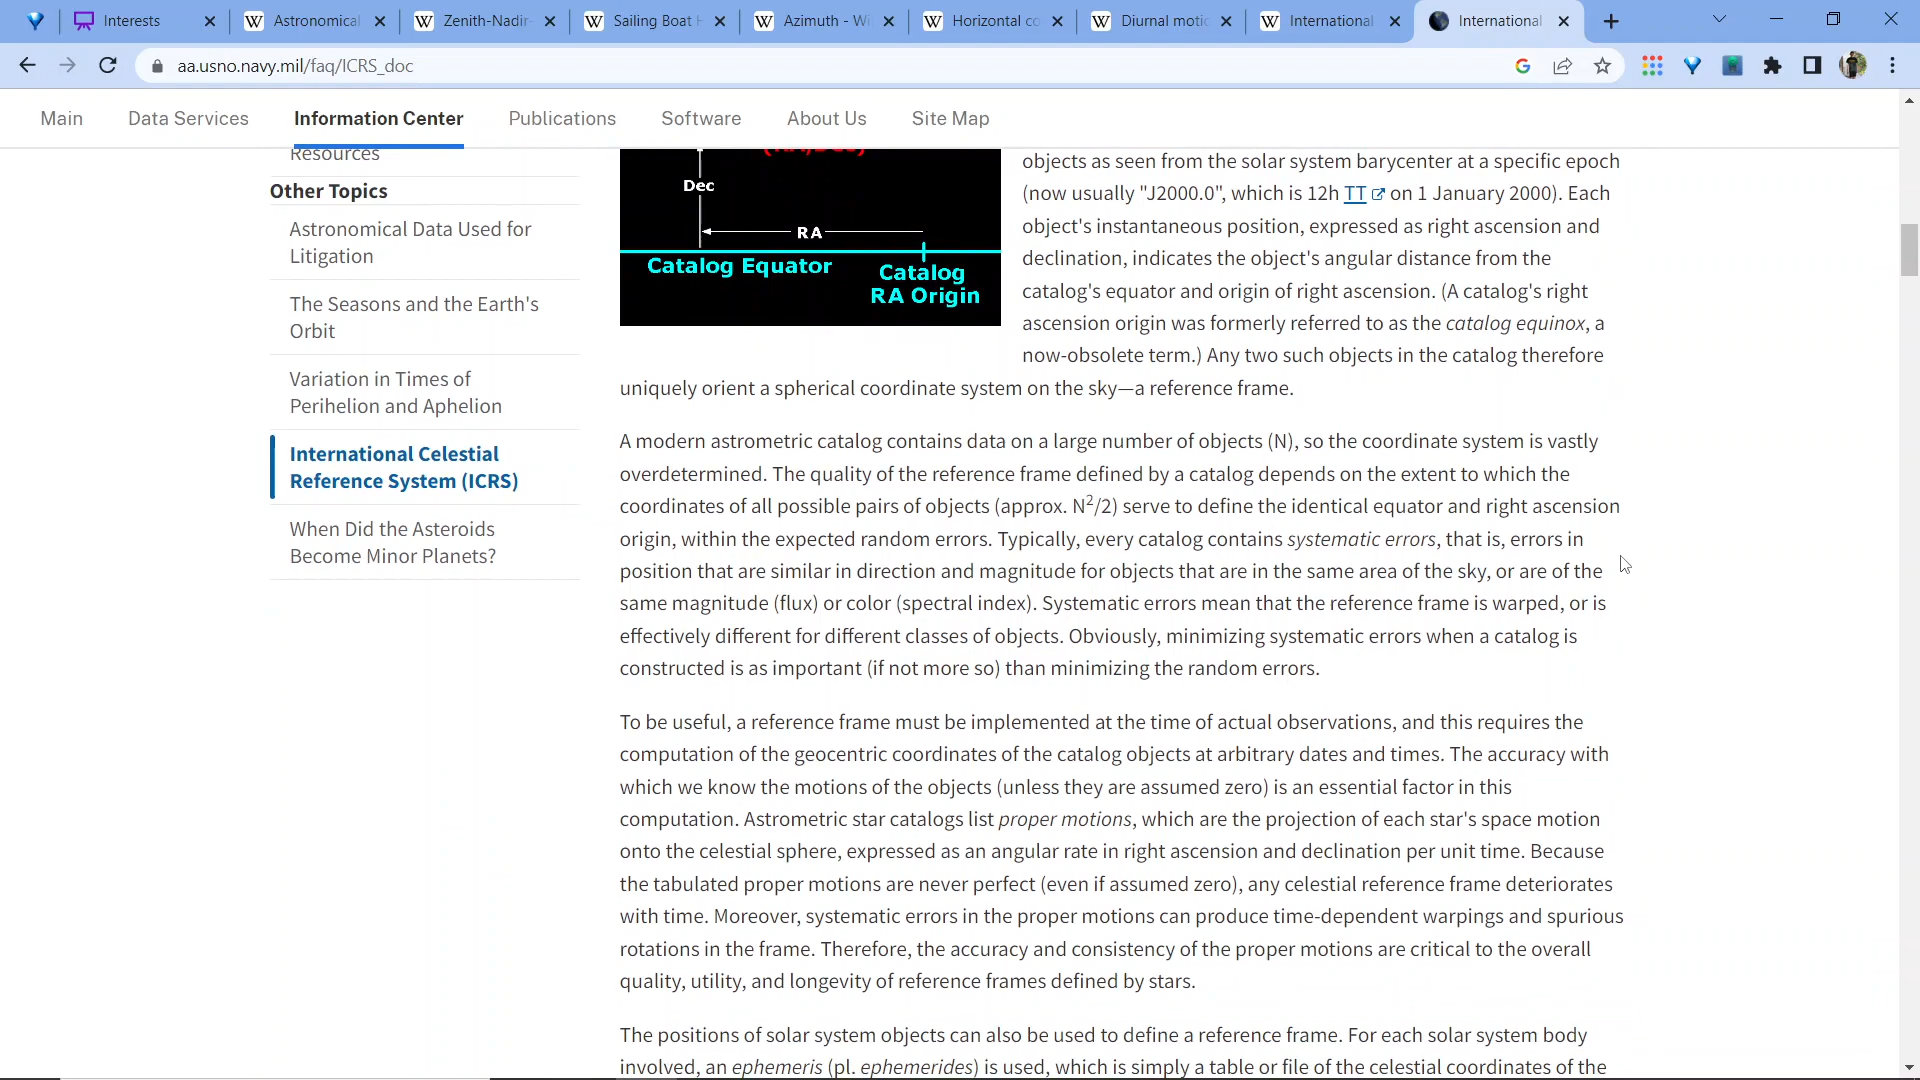 Interests
Astronomical
Zenith-Nadir-
Sailing Boat H
Azimuth - Wi
Horizontal co
Diurnal motio
International
International
aa.usno.navy.mil/faq/ICRS_doc
Main
Data Services
Information Center
Publications
Software
About Us
Site Map
Resources
Other Topics
Astronomical Data Used for
Litigation
The Seasons and the Earth's
Orbit
Variation in Times of
Perihelion and Aphelion
International Celestial
Reference System (ICRS)
When Did the Asteroids
Become Minor Planets?
Dec
RA
Catalog Equator
Catalog
RA Origin
objects as seen from the solar system barycenter at a specific epoch
(now usually "J2000.0", which is 12h TT on 1 January 2000). Each
object's instantaneous position, expressed as right ascension and
declination, indicates the object's angular distance from the
catalog's equator and origin of right ascension. (A catalog's right
ascension origin was formerly referred to as the catalog equinox, a
now-obsolete term.) Any two such objects in the catalog therefore
uniquely orient a spherical coordinate system on the sky—a reference frame.
A modern astrometric catalog contains data on a large number of objects (N), so the coordinate system is vastly
overdetermined. The quality of the reference frame defined by a catalog depends on the extent to which the
coordinates of all possible pairs of objects (approx. N²/2) serve to define the identical equator and right ascension
origin, within the expected random errors. Typically, every catalog contains systematic errors, that is, errors in
position that are similar in direction and magnitude for objects that are in the same area of the sky, or are of the
same magnitude (flux) or color (spectral index). Systematic errors mean that the reference frame is warped, or is
effectively different for different classes of objects. Obviously, minimizing systematic errors when a catalog is
constructed is as important (if not more so) than minimizing the random errors.
To be useful, a reference frame must be implemented at the time of actual observations, and this requires the
computation of the geocentric coordinates of the catalog objects at arbitrary dates and times. The accuracy with
which we know the motions of the objects (unless they are assumed zero) is an essential factor in this
computation. Astrometric star catalogs list proper motions, which are the projection of each star's space motion
onto the celestial sphere, expressed as an angular rate in right ascension and declination per unit time. Because
the tabulated proper motions are never perfect (even if assumed zero), any celestial reference frame deteriorates
with time. Moreover, systematic errors in the proper motions can produce time-dependent warpings and spurious
rotations in the frame. Therefore, the accuracy and consistency of the proper motions are critical to the overall
quality, utility, and longevity of reference frames defined by stars.
The positions of solar system objects can also be used to define a reference frame. For each solar system body
involved, an ephemeris (pl. ephemerides) is used, which is simply a table or file of the celestial coordinates of the